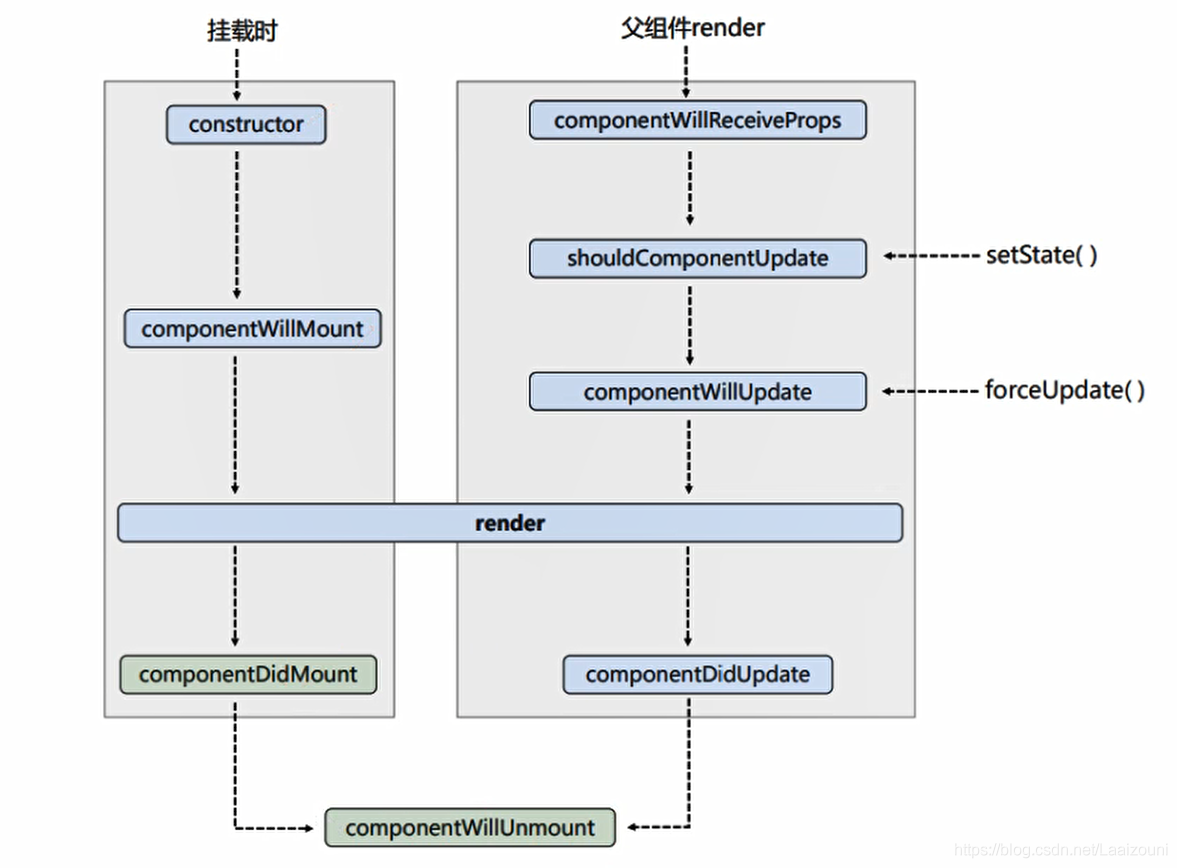 挂载时
父组件render
constructor
componentWillReceiveProps
shouldComponentUpdate
setState( )
componentWillMount
componentWillUpdate
forceUpdate( )
render
componentDidMount
componentDidUpdate
componentWillUnmount
https://blog.csdn.net/Laaizouni